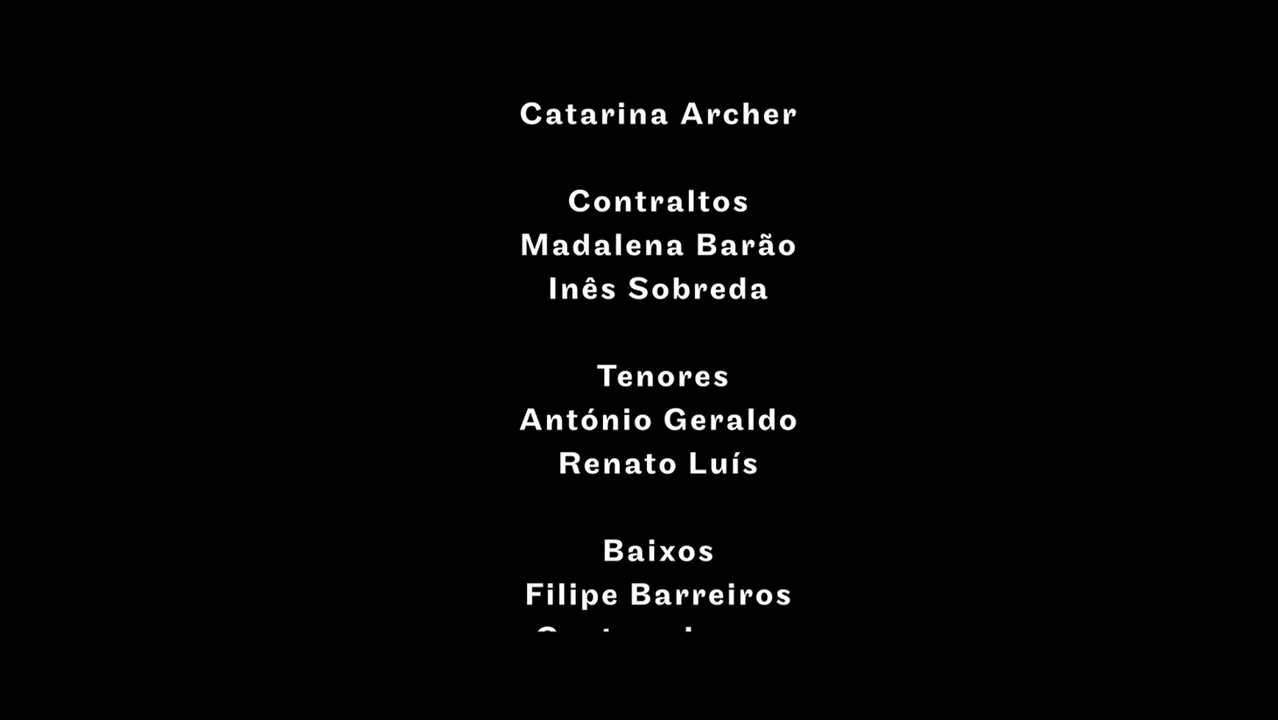 Catarina Archer
Contraltos
Madalena Barão
Inês Sobreda
Tenores
António Geraldo
Renato Luís
Baixos
Filipe Barreiros